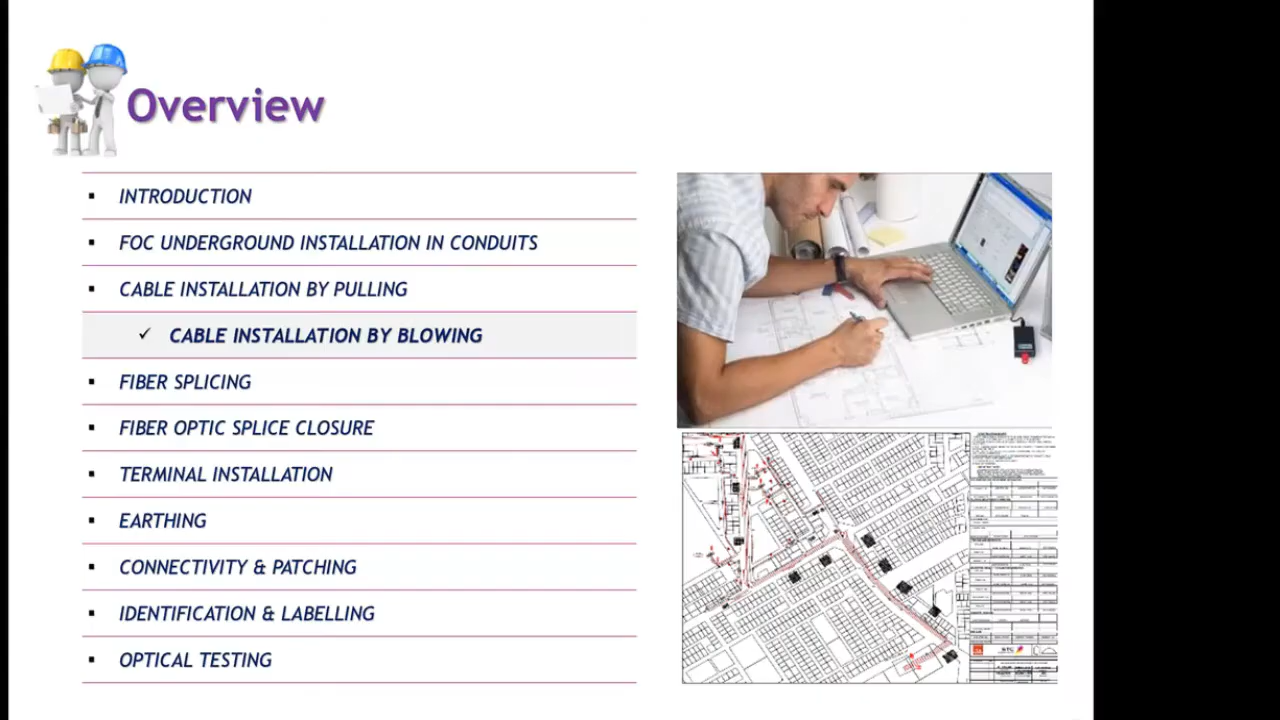 Overview
INTRODUCTION
FOC UNDERGROUND INSTALLATION IN CONDUITS
CABLE INSTALLATION BY PULLING
CABLE INSTALLATION BY BLOWING
FIBER SPLICING
FIBER OPTIC SPLICE CLOSURE
TERMINAL INSTALLATION
EARTHING
CONNECTIVITY & PATCHING
IDENTIFICATION & LABELLING
OPTICAL TESTING